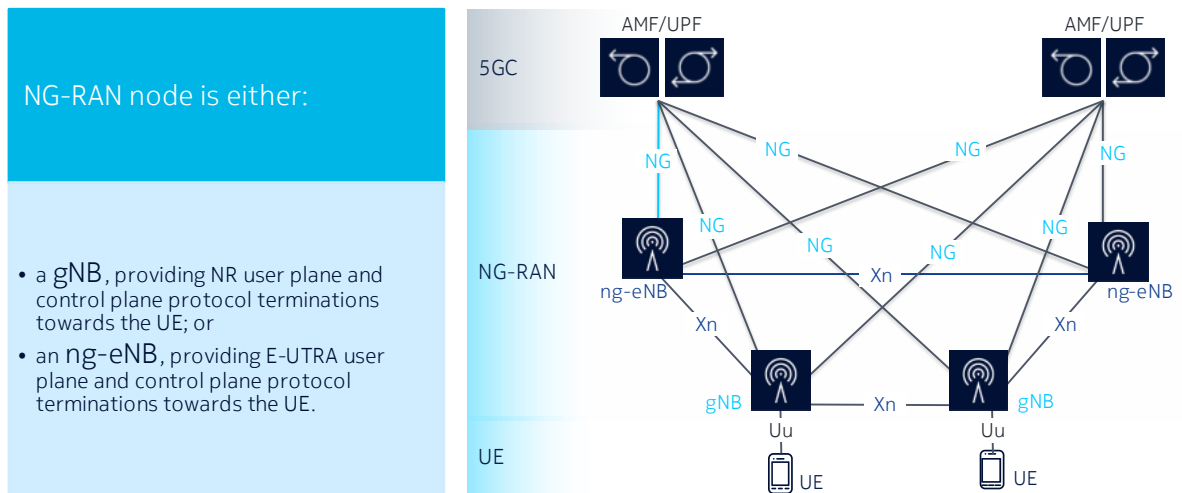 NG-RAN node is either:
• a gNB, providing NR user plane and
control plane protocol terminations
towards the UE; or
• an ng-eNB, providing E-UTRA user
plane and control plane protocol
terminations towards the UE.
AMF/UPF
AMF/UPF
5GC
NG
NG
NG
NG
NG
NG
NG
NG
NG-RAN
Xn
ng-eNB
ng-eNB
Xn
Xn
gNB
Xn
gNB
Uu
Uu
UE
UE
UE